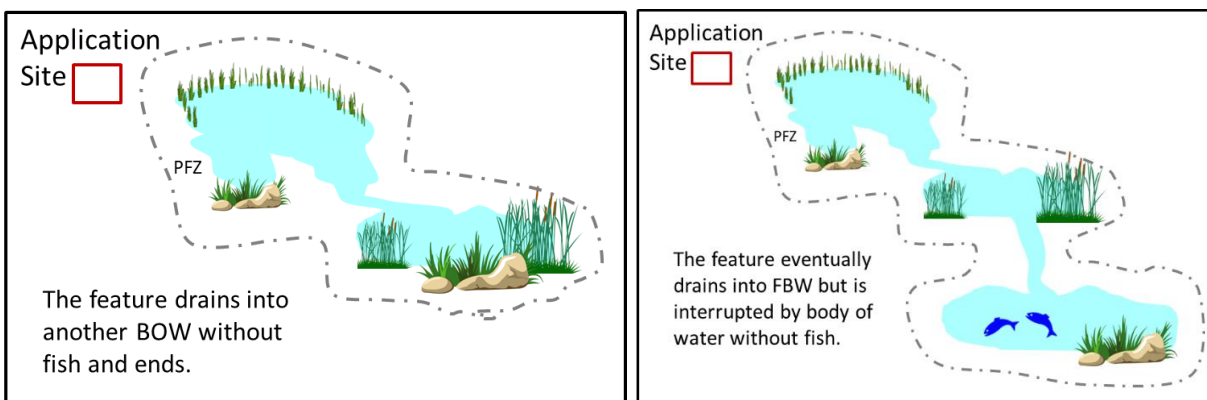 Application
Site
PFZ
The feature drains into
another BOW without
fish and ends.
Application
Site
PFZ
The feature eventually
drains into FBW but is
interrupted by body of
water without fish.